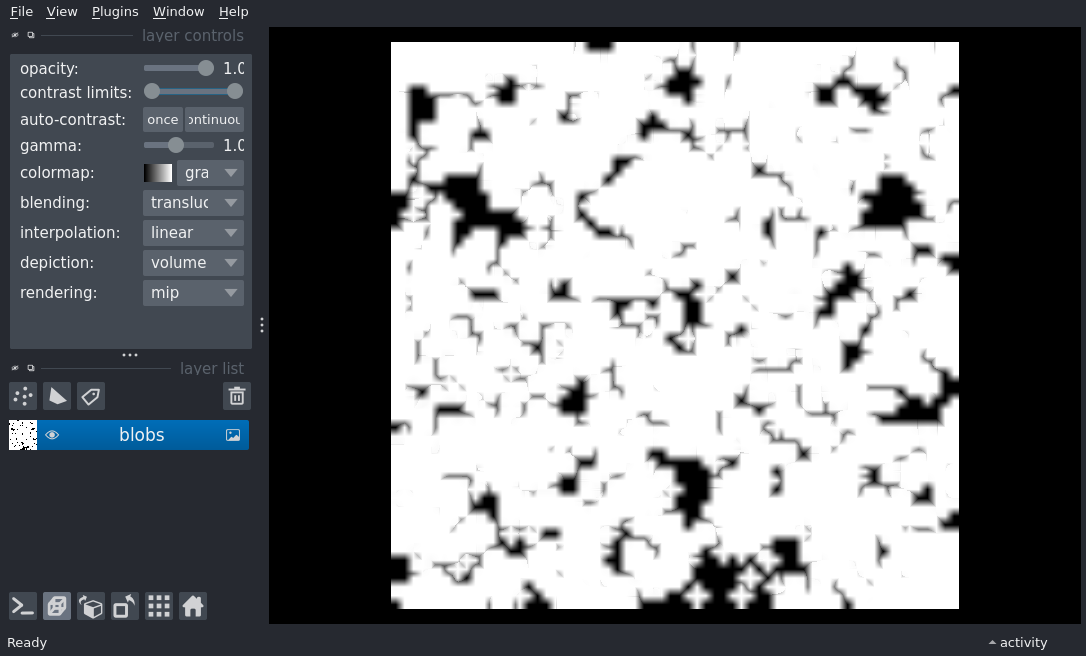 File View Plugins Window Help
layer controls
opacity: 1.0
contrast limits:
auto-contrast: once ontinuou
gamma: 1.0
colormap: gra
blending: transluc
interpolation: linear
depiction: volume
rendering: mip
layer list
blobs
Ready
activity